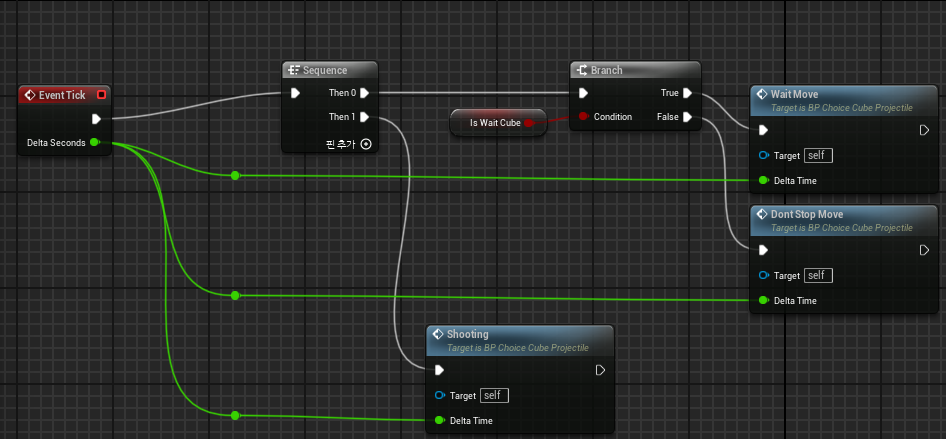 Event Tick
Delta Seconds
Sequence
Then 0
Then 1
핀 추가
Is Wait Cube
Branch
True
Condition
False
Wait Move
Target is BP Choice Cube Projectile
Target self
Delta Time
Dont Stop Move
Target is BP Choice Cube Projectile
Target self
Delta Time
Shooting
Target is BP Choice Cube Projectile
Target self
Delta Time